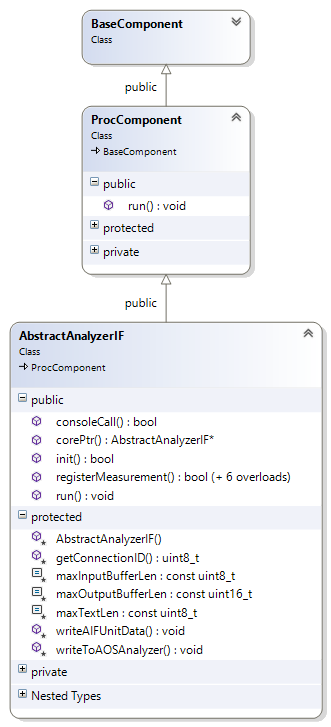 BaseComponent
Class
public
ProcComponent
Class
BaseComponent
public
run() : void
protected
private
public
AbstractAnalyzerIF
Class
ProcComponent
public
consoleCall() : bool
corePtr() : AbstractAnalyzerIF*
init() : bool
registerMeasurement() : bool (+ 6 overloads)
run() : void
protected
AbstractAnalyzerIF()
getConnectionID() : uint8_t
maxInputBufferLen : const uint8_t
maxOutputBufferLen : const uint16_t
maxTextLen : const uint8_t
writeAIFUnitData() : void
writeToAOSAnalyzer() : void
private
Nested Types